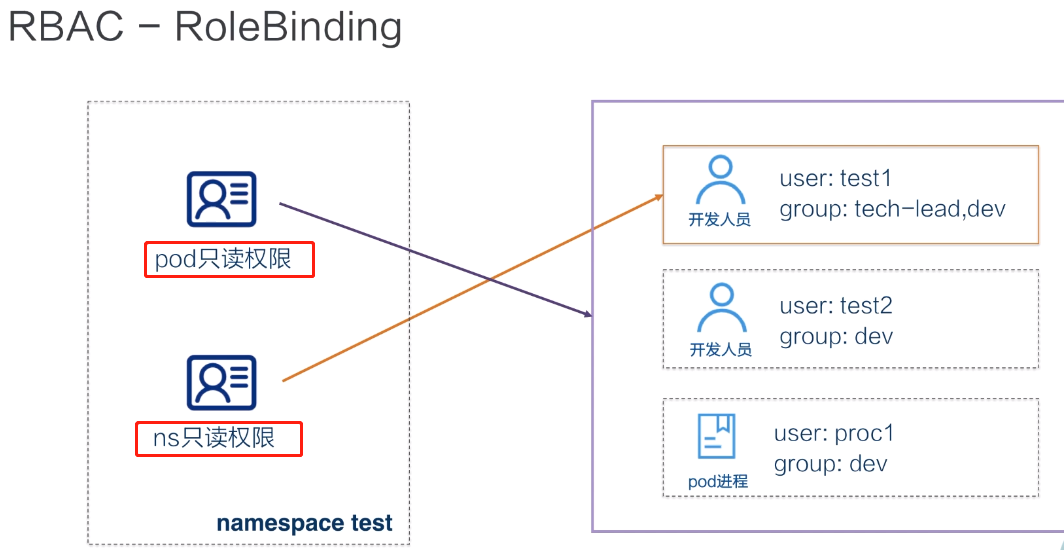 RBAC – RoleBinding
pod只读权限
ns只读权限
namespace test
开发人员
user: test1
group: tech-lead,dev
开发人员
user: test2
group: dev
pod进程
user: proc1
group: dev